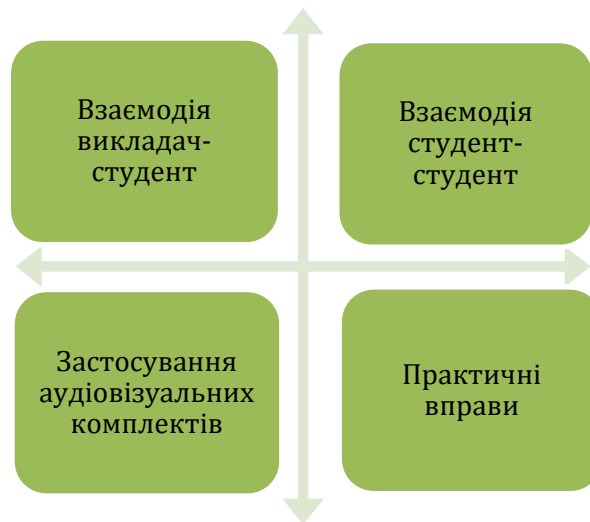 Взаємодія
викладач-
студент
Взаємодія
студент-
студент
Застосування
аудіовізуальних
комплектів
Практичні
вправи